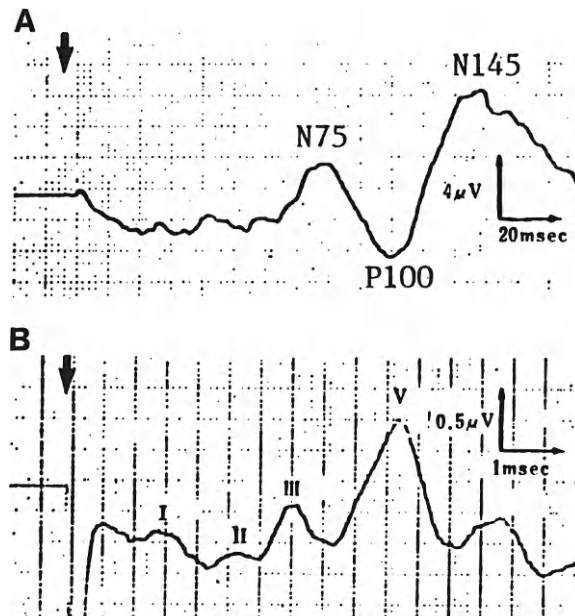 A
N145
N75
4μV
20msec
P100
B
V
0.5μV
1msec
III
I
II